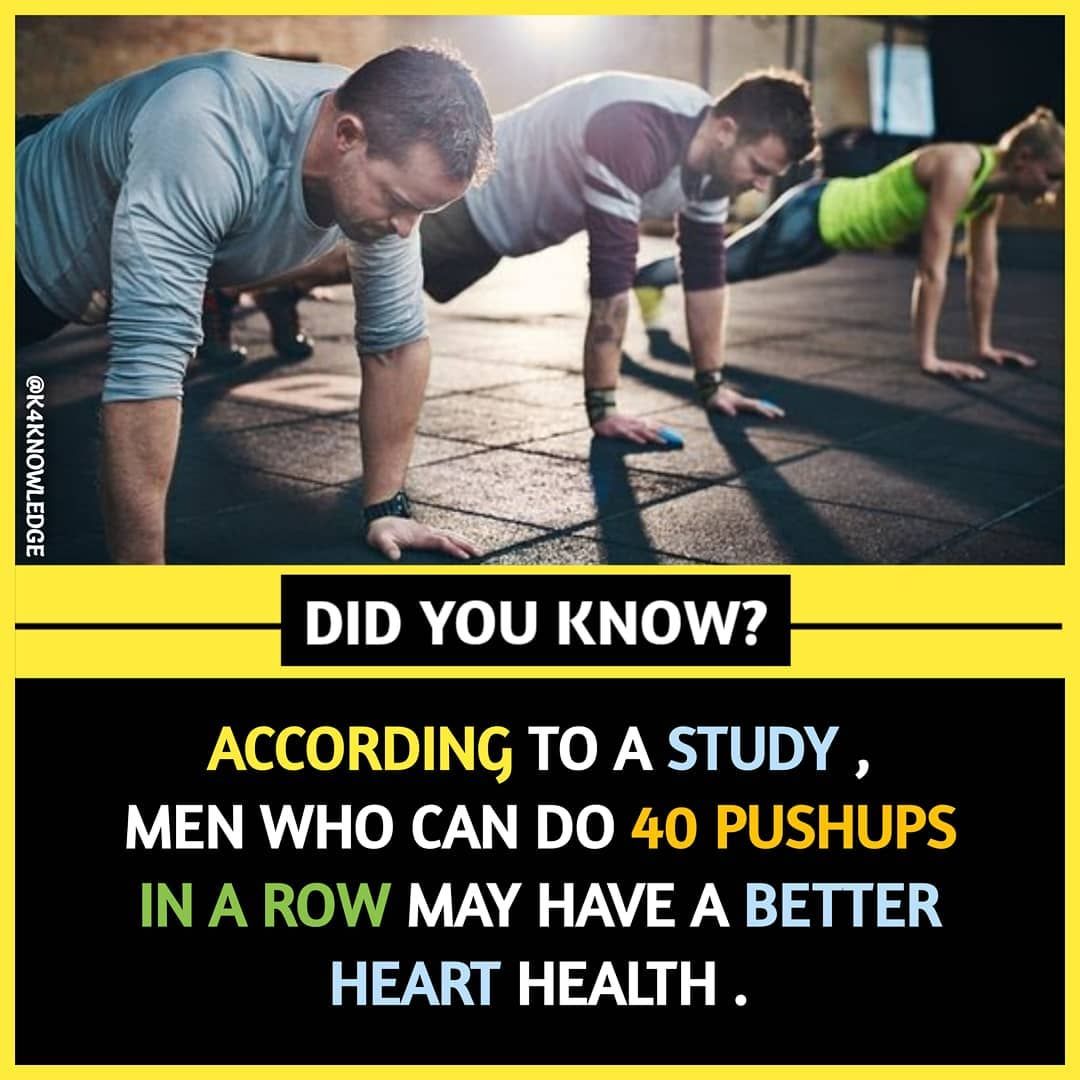 @K4KNOWLEDGE
DID YOU KNOW?
ACCORDING TO A STUDY ,
MEN WHO CAN DO 40 PUSHUPS
IN A ROW MAY HAVE A BETTER
HEART HEALTH .